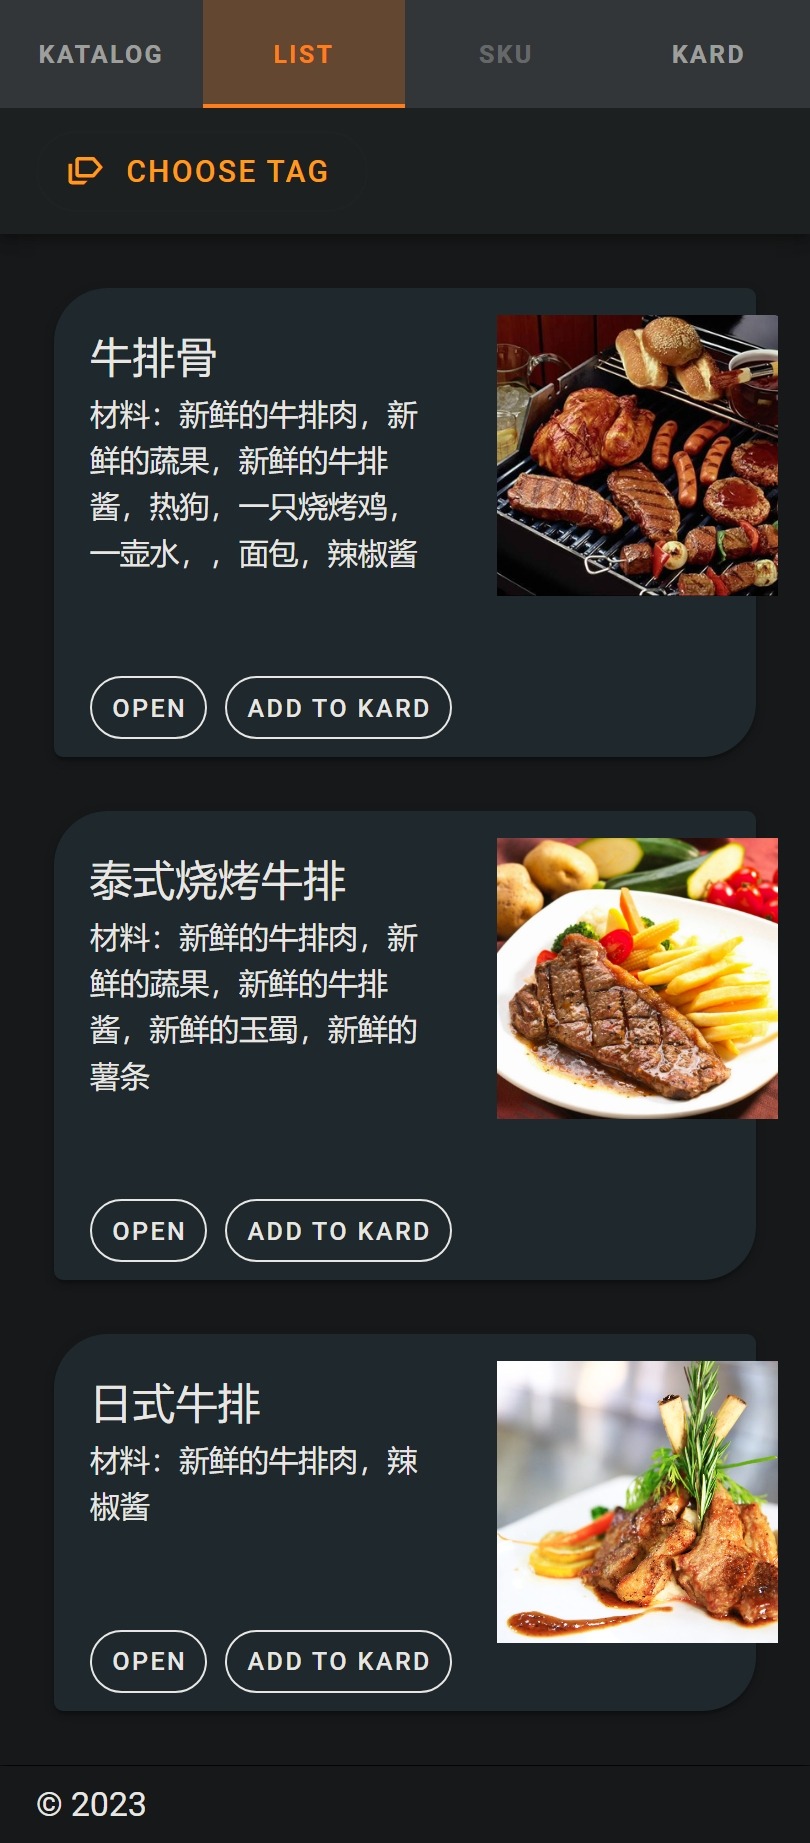 KATALOG LIST SKU KARD
CHOOSE TAG
牛排骨
材料：新鲜的牛排肉，新
鲜的蔬果，新鲜的牛排
酱，热狗，一只烧烤鸡，
一壶水，，面包，辣椒酱
OPEN ADD TO KARD
泰式烧烤牛排
材料：新鲜的牛排肉，新
鲜的蔬果，新鲜的牛排
酱，新鲜的玉蜀，新鲜的
薯条
OPEN ADD TO KARD
日式牛排
材料：新鲜的牛排肉，辣
椒酱
OPEN ADD TO KARD
© 2023